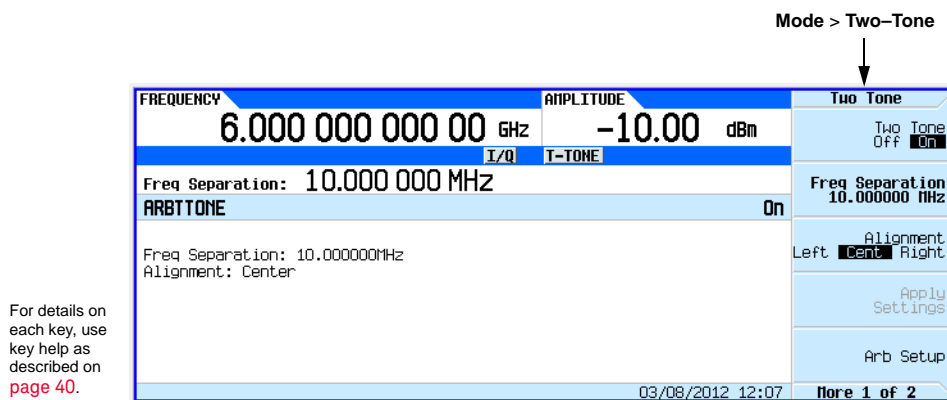 Mode > Two–Tone
FREQUENCY
AMPLITUDE
6.000 000 000 00 GHz
−10.00 dBm
I/Q
T-TONE
Freq Separation: 10.000 000 MHz
ARBTTONE
On
Freq Separation: 10.000000MHz
Alignment: Center
03/08/2012 12:07
Two Tone
Two Tone
Off On
Freq Separation
10.000000 MHz
Alignment
Left Cent Right
Apply
Settings
Arb Setup
More 1 of 2
For details on
each key, use
key help as
described on
page 40.